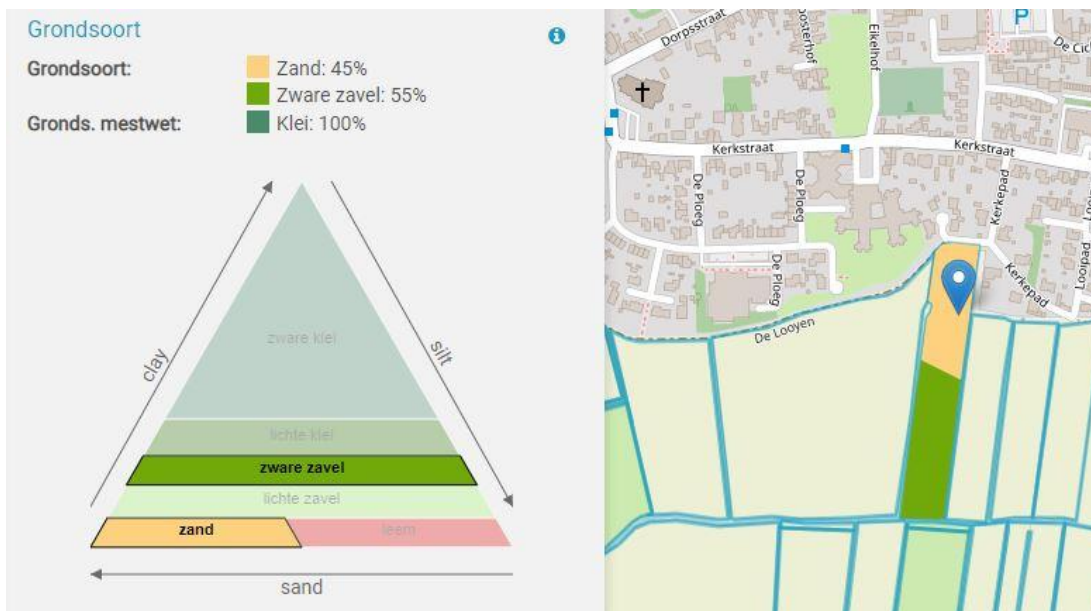 Grondsoort
Grondsoort:
Zand: 45%
Zware zavel: 55%
Gronds. mestwet:
Klei: 100%
clay
silt
sand
zware klei
lichte klei
zware zavel
lichte zavel
zand
leem
Dorpsstraat
Eikelhof
P
Kerkstraat
Kerkstraat
De Ploeg
De Ploeg
De Ploeg
Kerkepad
Kerkepad
Looipad
De Looyen